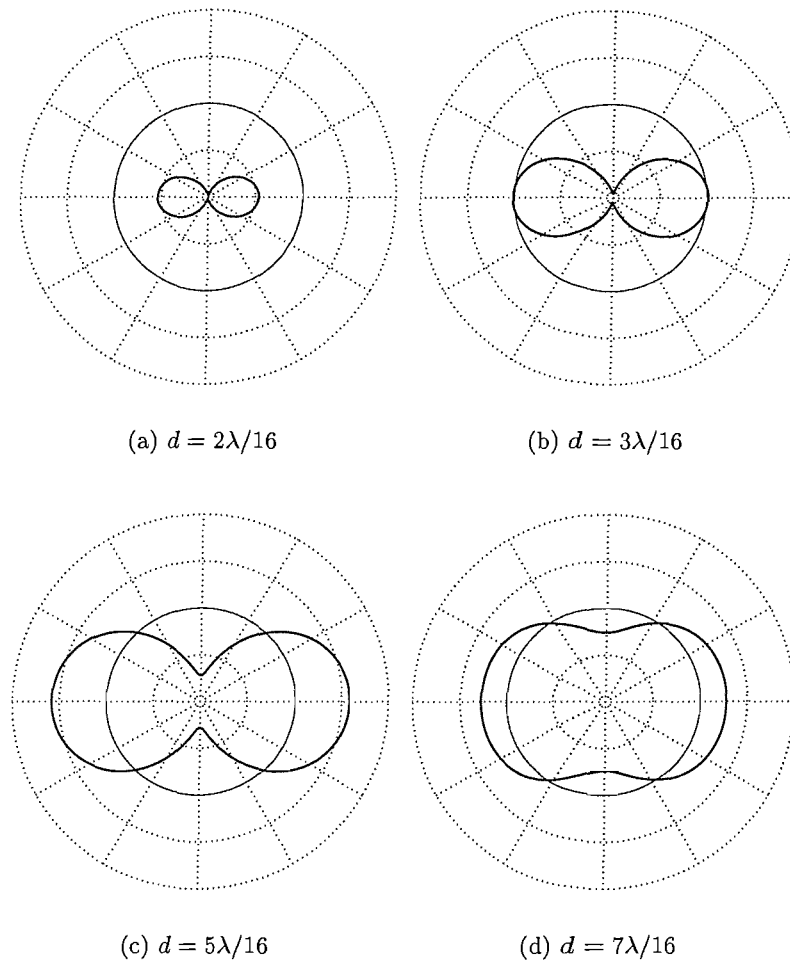 (a) d = 2λ/16
(b) d = 3λ/16
(c) d = 5λ/16
(d) d = 7λ/16